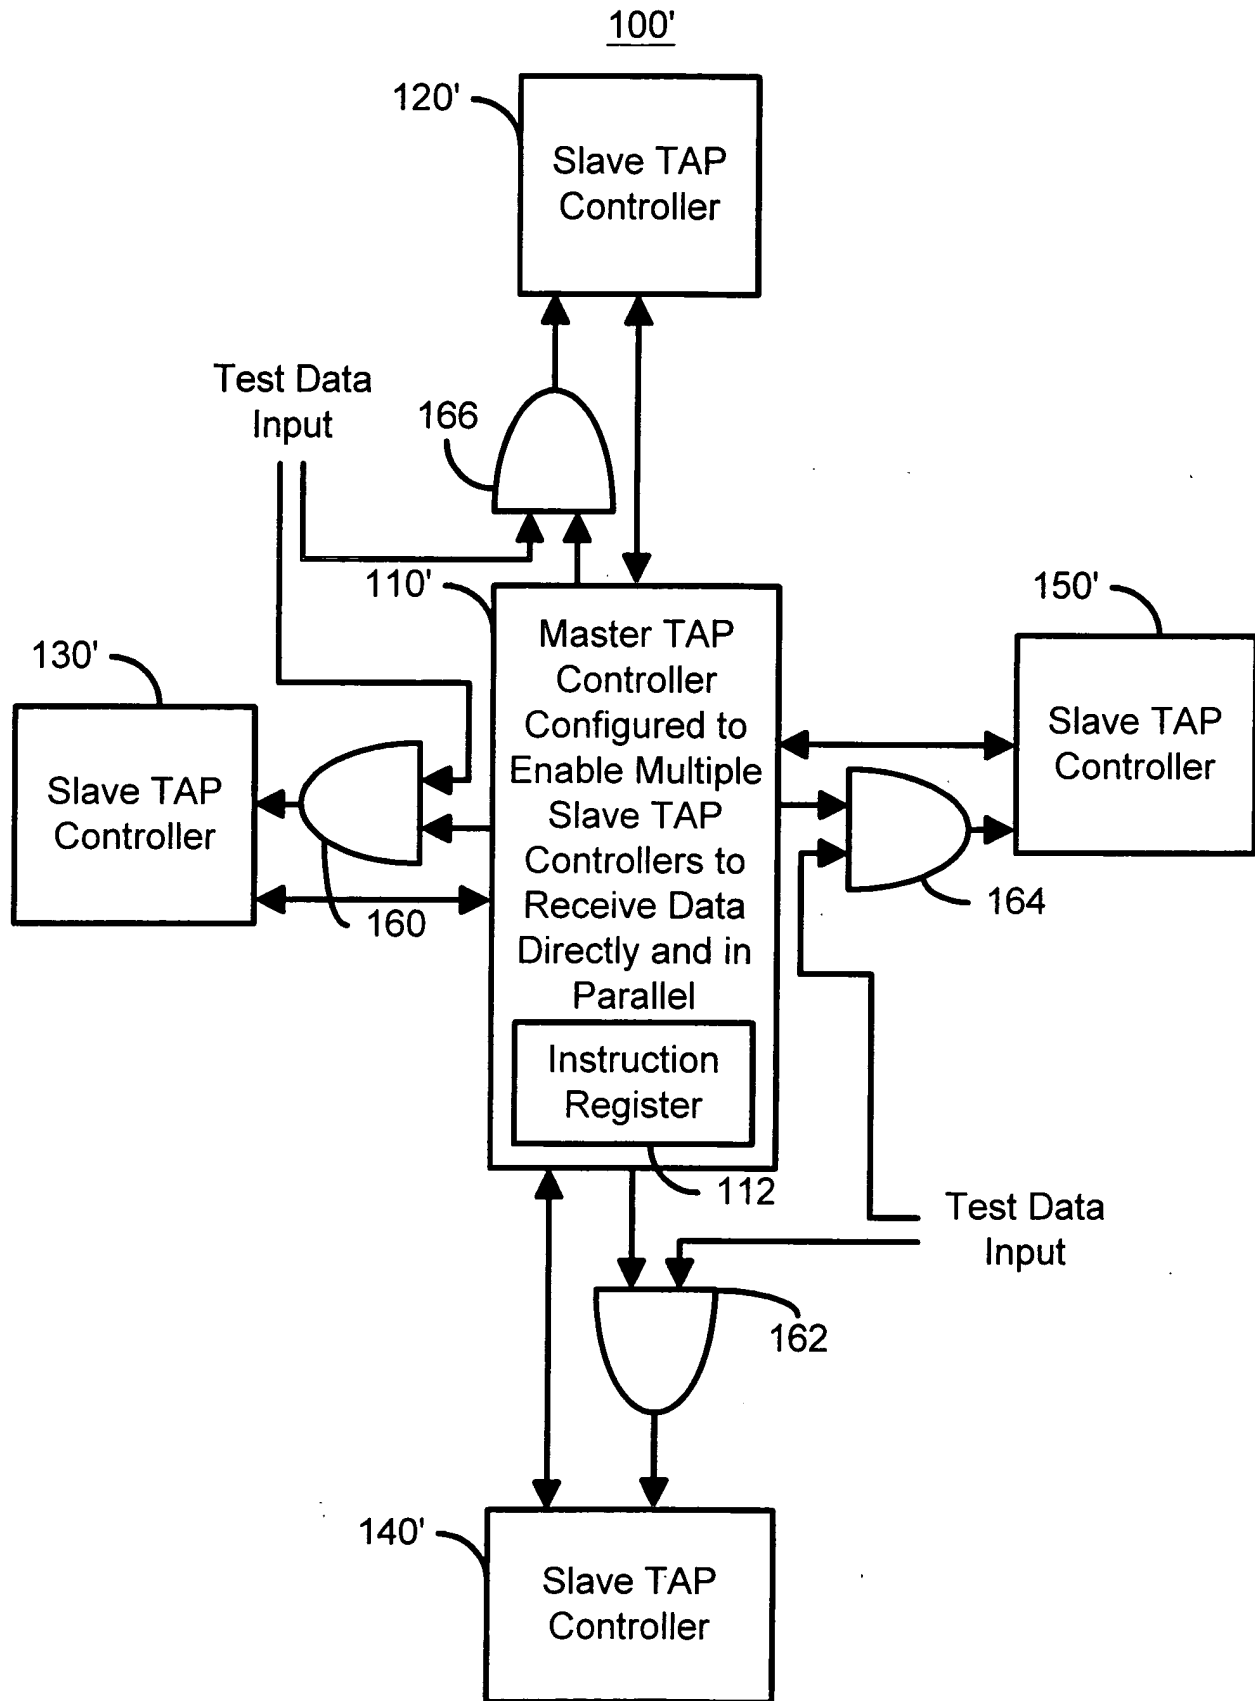 100'
120'
Slave TAP
Controller
Test Data
Input
166
110'
Master TAP
Controller
Configured to
Enable Multiple
Slave TAP
Controllers to
Receive Data
Directly and in
Parallel
Instruction
Register
112
130'
Slave TAP
Controller
160
150'
Slave TAP
Controller
164
Test Data
Input
162
140'
Slave TAP
Controller